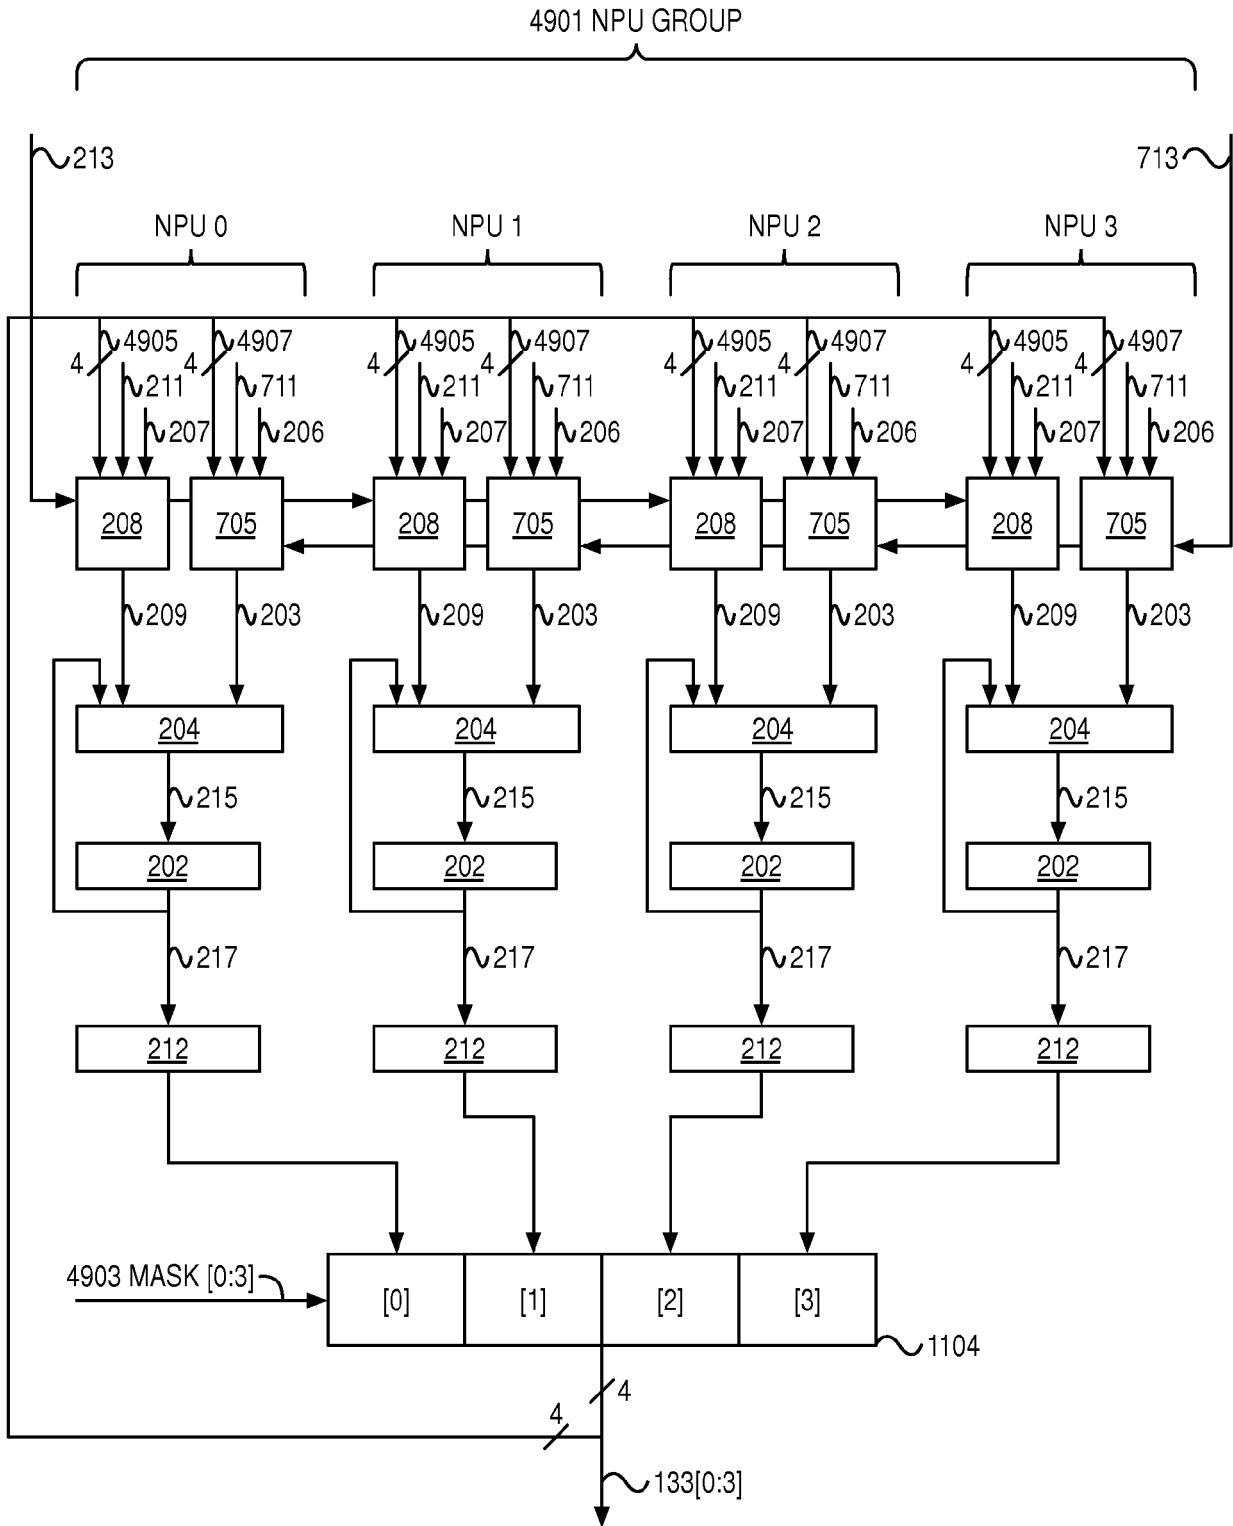 4901 NPU GROUP
213 713
NPU 0 NPU 1 NPU 2 NPU 3
4905 4907 4905 4907 4905 4907 4905 4907
4 4 4 4 4 4 4 4
211 711 211 711 211 711 211 711
207 206 207 206 207 206 207 206
208 705 208 705 208 705 208 705
209 203 209 203 209 203 209 203
204 204 204 204
215 215 215 215
202 202 202 202
217 217 217 217
212 212 212 212
4903 MASK [0:3]
[0] [1] [2] [3]
1104
4
4
133[0:3]